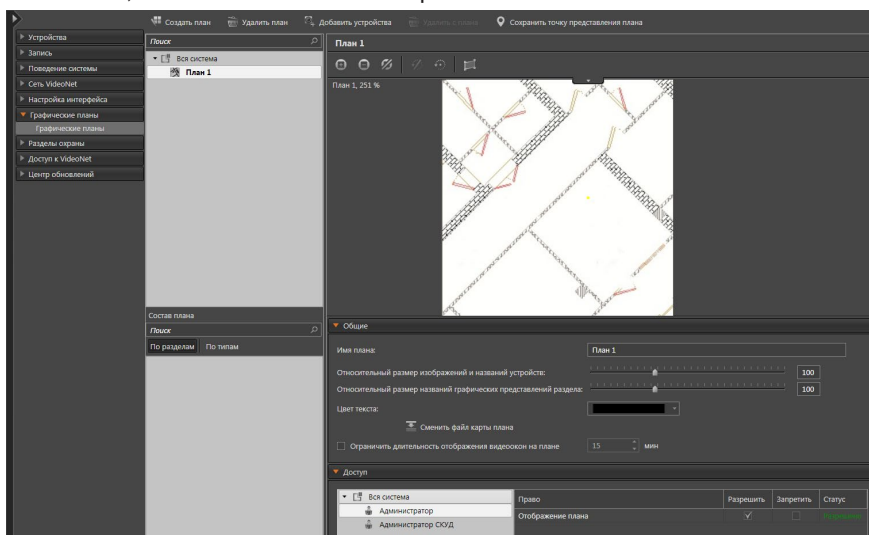 Создать план Удалить план Добавить устройства Удалить с плана Сохранить точку представления плана
Устройства
Запись
Поведение системы
Сеть VideoNet
Настройка интерфейса
Графические планы
Графические планы
Разделы охраны
Доступ к VideoNet
Центр обновлений
Поиск
Вся система
План 1
Состав плана
Поиск
По разделам По типам
План 1
План 1, 251 %
Общие
Имя плана: План 1
Относительный размер изображений и названий устройств: 100
Относительный размер названий графических представлений раздела: 100
Цвет текста:
Сменить файл карты плана
Ограничить длительность отображения видеоокон на плане 15 мин
Доступ
Вся система
Администратор
Администратор СКУД
Право Разрешить Запретить Статус
Отображение плана